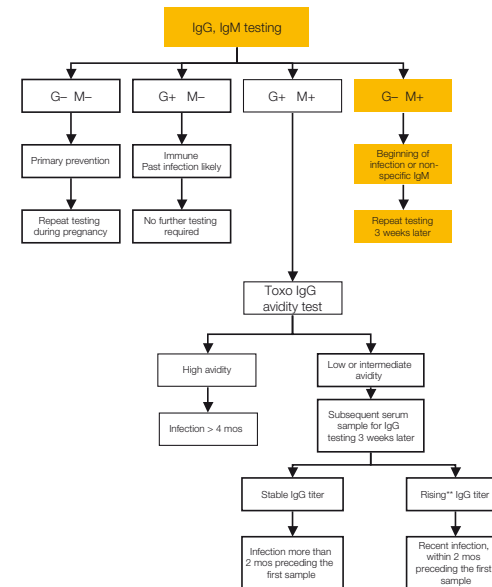 IgG, IgM testing
G– M–
G+ M–
G+ M+
G– M+
Primary prevention
Immune
Past infection likely
Beginning of
infection or non-
specific IgM
Repeat testing
during pregnancy
No further testing
required
Repeat testing
3 weeks later
Toxo IgG
avidity test
High avidity
Low or intermediate
avidity
Infection > 4 mos
Subsequent serum
sample for IgG
testing 3 weeks later
Stable IgG titer
Rising** IgG titer
Infection more than
2 mos preceding the
first sample
Recent infection,
within 2 mos
preceding the first
sample